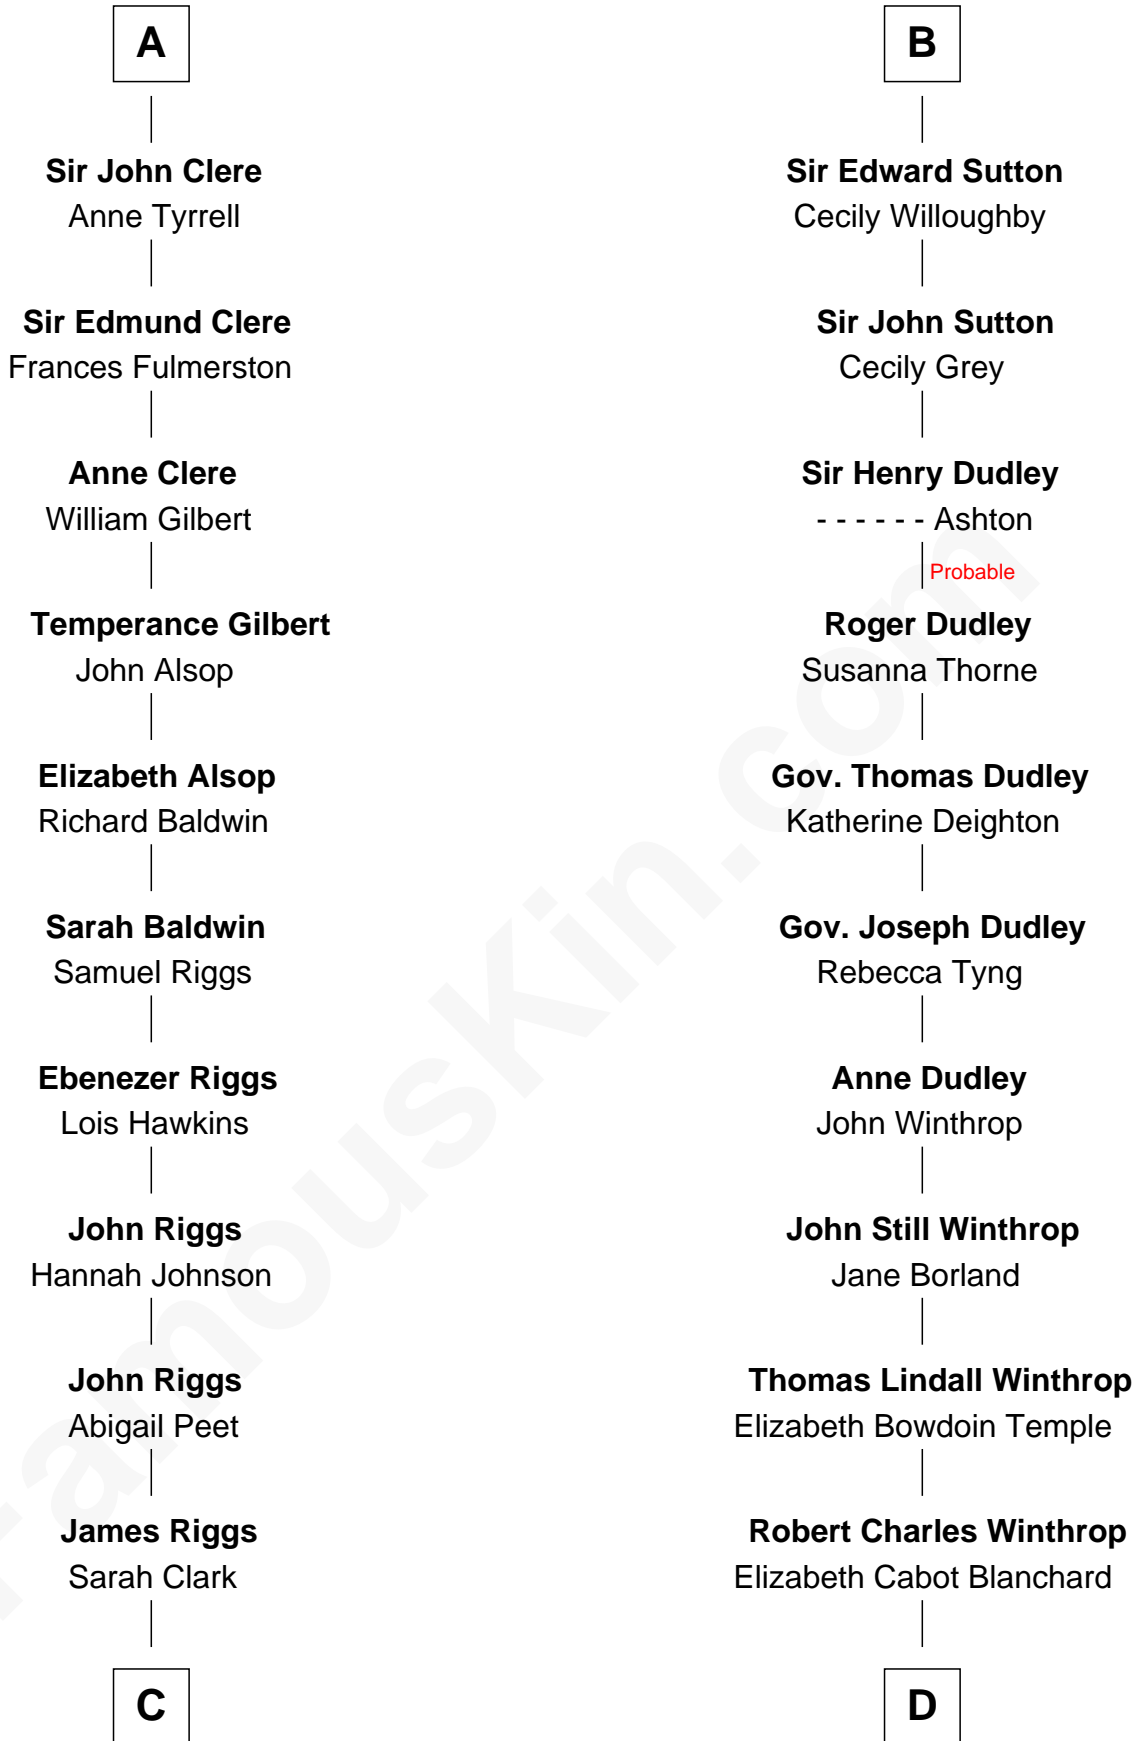 A
Sir John Clere
Anne Tyrrell
Sir Edmund Clere
Frances Fulmerston
Anne Clere
William Gilbert
Temperance Gilbert
John Alsop
Elizabeth Alsop
Richard Baldwin
Sarah Baldwin
Samuel Riggs
Ebenezer Riggs
Lois Hawkins
John Riggs
Hannah Johnson
John Riggs
Abigail Peet
James Riggs
Sarah Clark
C
B
Sir Edward Sutton
Cecily Willoughby
Sir John Sutton
Cecily Grey
Sir Henry Dudley
- - - - - - Ashton
Probable
Roger Dudley
Susanna Thorne
Gov. Thomas Dudley
Katherine Deighton
Gov. Joseph Dudley
Rebecca Tyng
Anne Dudley
John Winthrop
John Still Winthrop
Jane Borland
Thomas Lindall Winthrop
Elizabeth Bowdoin Temple
Robert Charles Winthrop
Elizabeth Cabot Blanchard
D
FamousKin.com